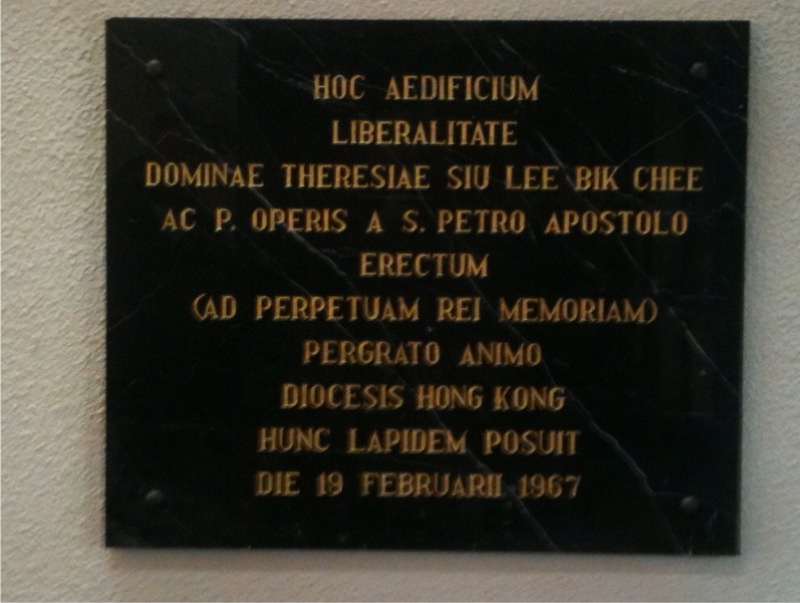 HOC AEDIFICIUM
LIBERALITATE
DOMINAE THERESIAE SIU LEE BIK CHEE
AC P. OPERIS A S. PETRO APOSTOLO
ERECTUM
(AD PERPETUAM REI MEMORIAM)
PERGRATO ANIMO
DIOCESIS HONG KONG
HUNC LAPIDEM POSUIT
DIE 19 FEBRUARII 1967